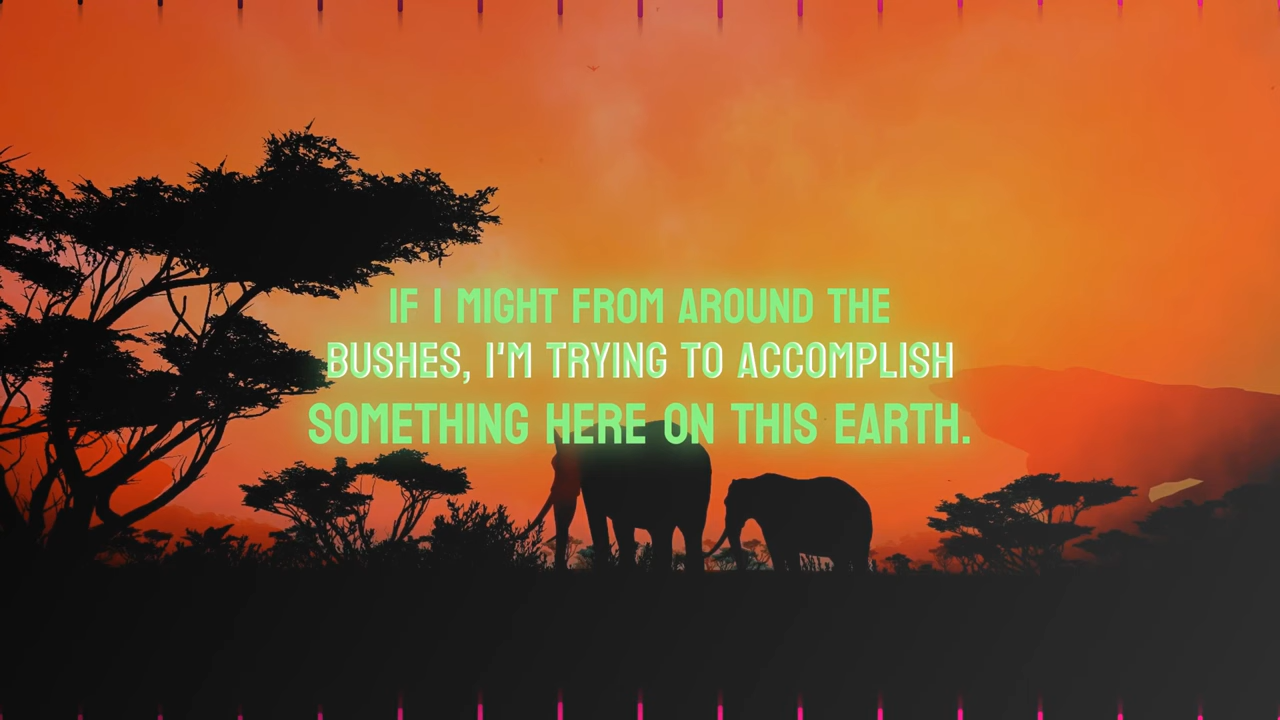 IF I MIGHT FROM AROUND THE
BUSHES, I'M TRYING TO ACCOMPLISH
SOMETHING HERE ON THIS EARTH.